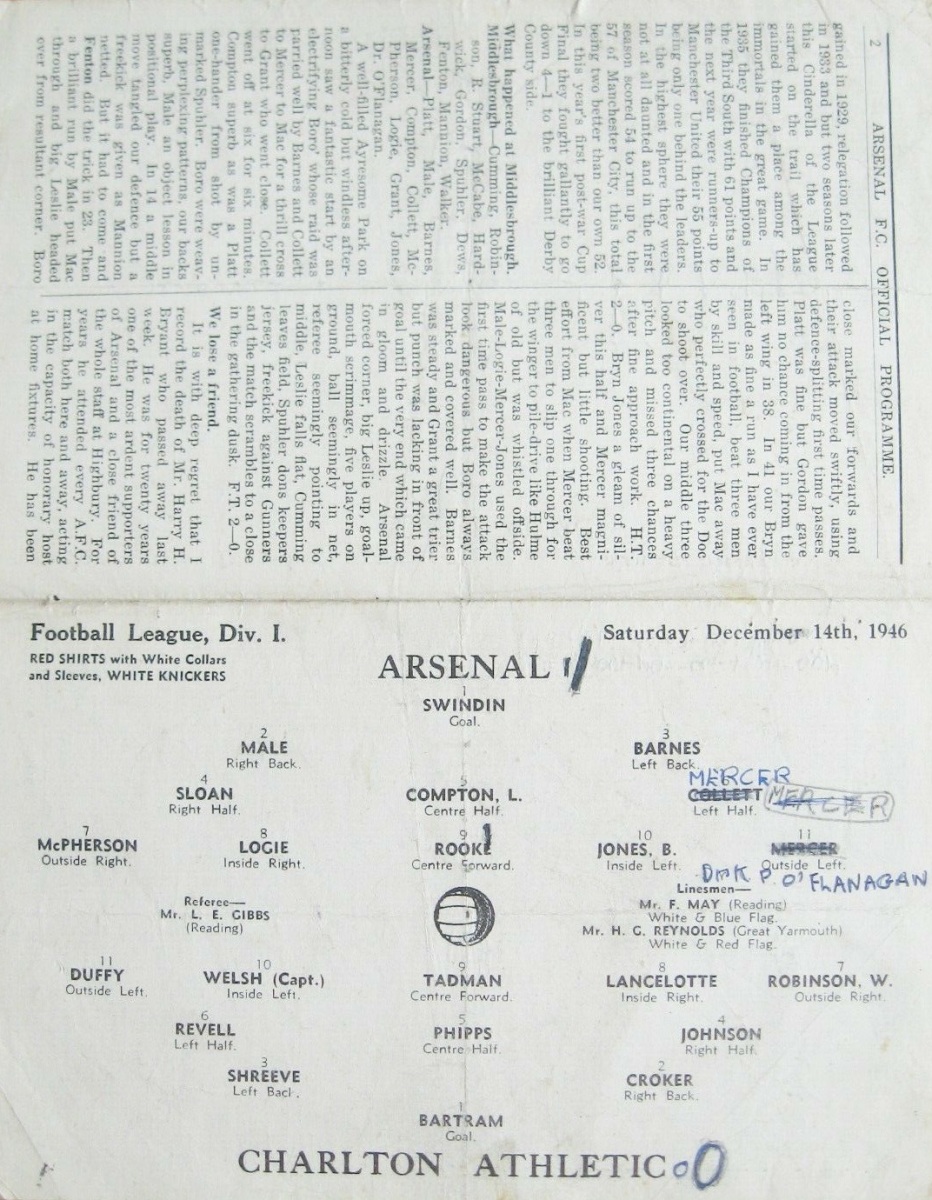 2 ARSENAL F.C. OFFICIAL PROGRAMME.
gained in 1929, relegation followed
in 1933 and but two seasons later
this Cinderella of the League
started on the trail which has
gained them a place among the
immortals in the great game. In
1935 they finished Champions of
the Third South with 61 points and
the next year were runners-up to
Manchester United their 55 points
being only one behind the leaders.
In the highest sphere they were
not at all daunted and in the first
season scored 54 to run up to the
57 of Manchester City, this total
being two better than our own 52.
In this year's first post-war Cup
Final they fought gallantly to go
down 4—1 to the brilliant Derby
County side.
What happened at Middlesbrough.
Middlesbrough—Cumming, Robin-
son, R. Stuart, McCabe, Hard-
wick, Gordon, Spuhler, Dews,
Fenton, Mannion, Walker.
Arsenal—Platt, Male, Barnes,
Mercer, Compton, Collett, Mc-
Pherson, Logie, Grant, Jones,
Dr. O'Flanagan.
A well-filled Ayresome Park on
a bitterly cold but windless after-
noon saw a fantastic start by an
electrifying Boro' whose raid was
parried well by Barnes and Collett
to Mercer to Mac for a thrill cross
to Grant who went close. Collett
went off at six for six minutes.
Compton superb as was a Platt
one-hander from shot by un-
marked Spuhler. Boro were weav-
ing perplexing patterns, our backs
superb, Male an object lesson in
positional play. In 14 a middle
move tangled our defence but a
freekick was given as Mannion
netted. But it had to come and
Fenton did the trick in 23. Then
a brilliant run by Male put Mac
through and big Leslie headed
over from resultant corner. Boro
close marked our forwards and
their attack moved swiftly, using
defence-splitting first time passes.
Platt was fine but Gordon gave
him no chance coming in from the
left wing in 38. In 41 our Bryn
made as fine a run as I have ever
seen in football, beat three men
by skill and speed, put Mac away
who perfectly crossed for the Doc
to shoot over. Our middle three
looked too continental on a heavy
pitch and missed three chances
after fine approach work. H.T.
2—0. Bryn Jones a gleam of sil-
ver this half and Mercer magni-
ficent but little shooting. Best
effort from Mac when Mercer beat
three men to slip one through for
the winger to pile-drive like Hulme
of old but was whistled offside.
Male-Logie-Mercer-Jones used the
first time pass to make the attack
look dangerous but Boro always
marked and covered well. Barnes
was steady and Grant a great trier
but punch was lacking in front of
goal until the very end which came
in gloom and drizzle. Arsenal
forced corner, big Leslie up, goal-
mouth scrimmage, five players on
ground, ball seemingly in net,
referee seemingly pointing to
middle, Leslie falls flat, Cumming
leaves field, Spuhler dons keepers
jersey, freekick against Gunners
and the match scrambles to a close
in the gathering dusk. F.T. 2—0.
We lose a friend.
It is with deep regret that I
record the death of Mr. Harry H.
Bryant who passed away last
week. He was for twenty years
one of the most ardent supporters
of Arsenal and a close friend of
the whole staff at Highbury. For
years he attended every A.F.C.
match both here and away, acting
in the capacity of honorary host
at home fixtures. He has been
Football League, Div. I. Saturday December 14th, 1946
RED SHIRTS with White Collars
and Sleeves, WHITE KNICKERS
ARSENAL 1
1
SWINDIN
Goal.
2 3
MALE BARNES
Right Back. Left Back.
MERCER
4 5
SLOAN COMPTON, L. COLLETT MERCER
Right Half. Centre Half. Left Half.
7 8 9 1 10 11
McPHERSON LOGIE ROOKE JONES, B. MERCER
Outside Right. Inside Right. Centre Forward. Inside Left. Outside Left.
DR K P. O'FLANAGAN
Referee—
Mr. L. E. GIBBS
(Reading)
Linesmen—
Mr. F. MAY (Reading)
White & Blue Flag.
Mr. H. G. REYNOLDS (Great Yarmouth)
White & Red Flag.
11 10 9 8 7
DUFFY WELSH (Capt.) TADMAN LANCELOTTE ROBINSON, W.
Outside Left. Inside Left. Centre Forward. Inside Right. Outside Right.
6 5 4
REVELL PHIPPS JOHNSON
Left Half. Centre Half. Right Half.
3 2
SHREEVE CROKER
Left Back. Right Back.
1
BARTRAM
Goal.
CHARLTON ATHLETIC 0 0